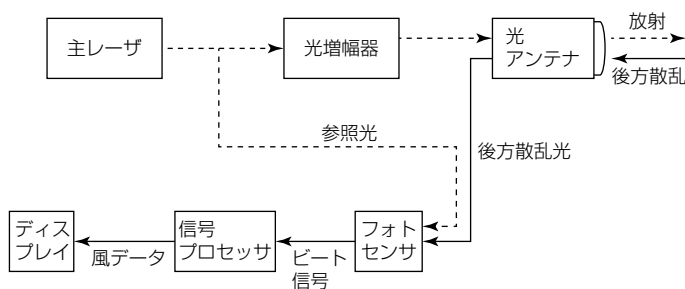 主レーザ
光増幅器
光
アンテナ
放射
後方散乱
参照光
後方散乱光
ディス
プレイ
風データ
信号
プロセッサ
ビート
信号
フォト
センサ